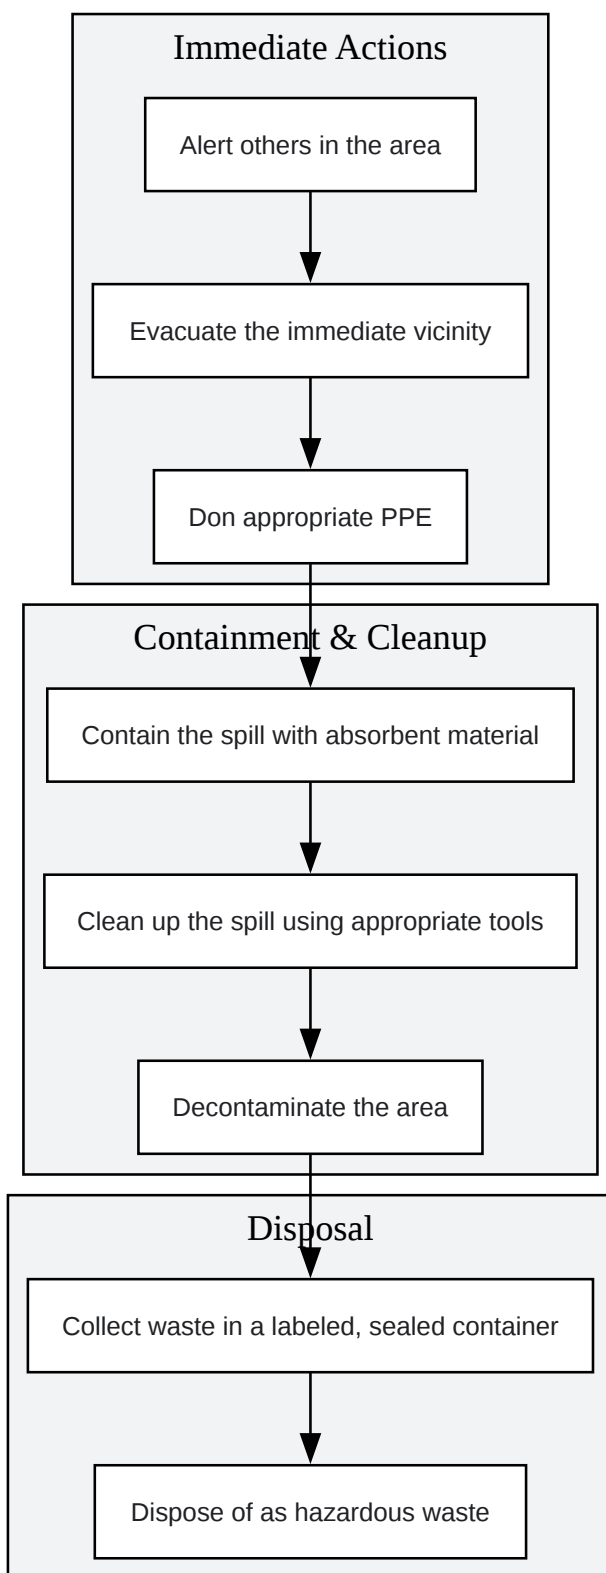 Immediate Actions
Alert others in the area
Evacuate the immediate vicinity
Don appropriate PPE
Containment & Cleanup
Contain the spill with absorbent material
Clean up the spill using appropriate tools
Decontaminate the area
Disposal
Collect waste in a labeled, sealed container
Dispose of as hazardous waste